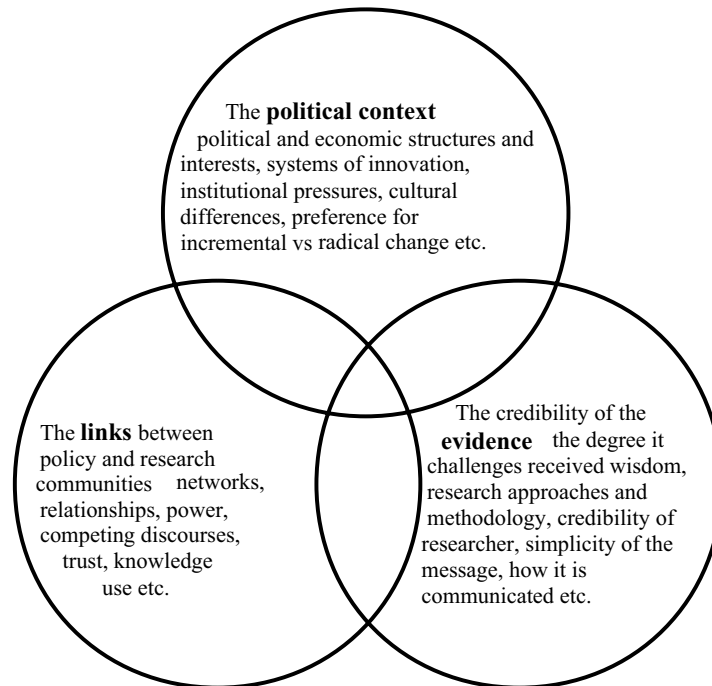 The political context
political and economic structures and
interests, systems of innovation,
institutional pressures, cultural
differences, preference for
incremental vs radical change etc.
The links between
policy and research
communities networks,
relationships, power,
competing discourses,
trust, knowledge
use etc.
The credibility of the
evidence the degree it
challenges received wisdom,
research approaches and
methodology, credibility of
researcher, simplicity of the
message, how it is
communicated etc.